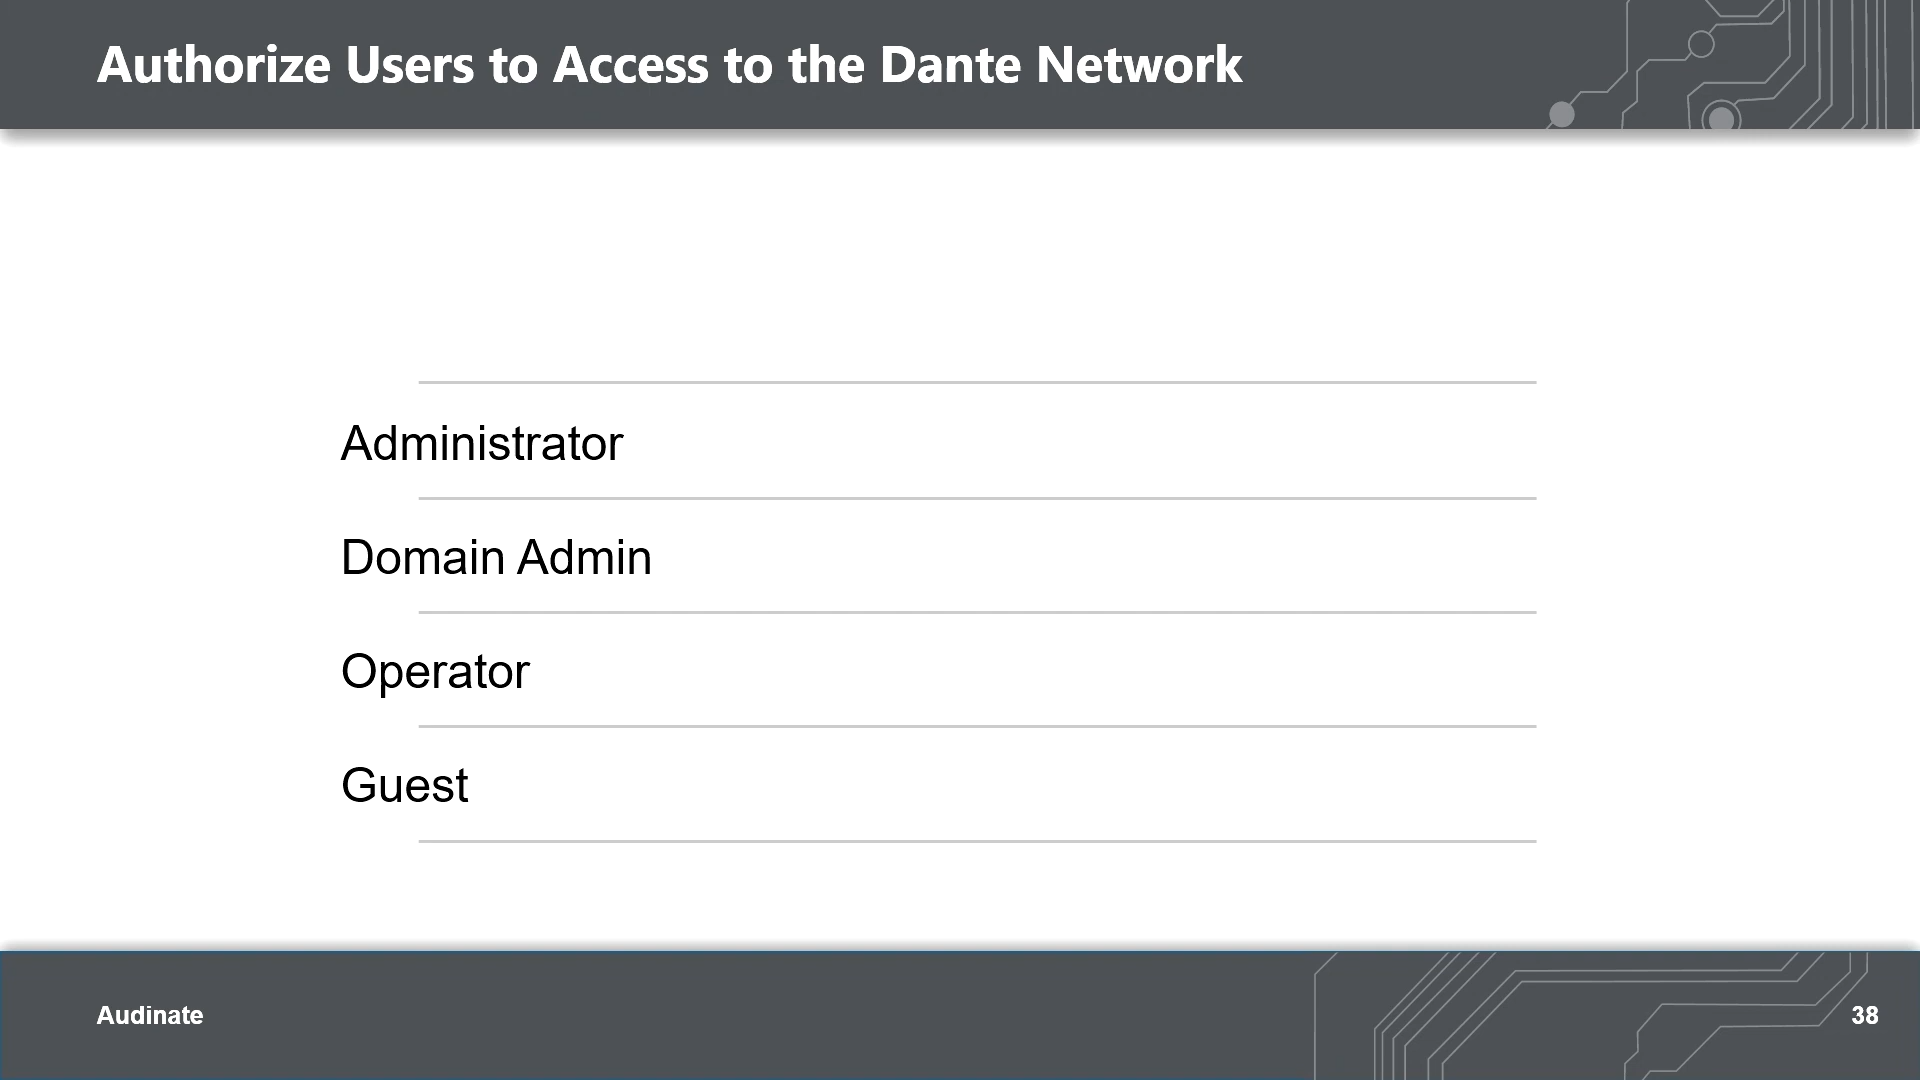 Authorize Users to Access to the Dante Network
Administrator
Domain Admin
Operator
Guest
Audinate
38